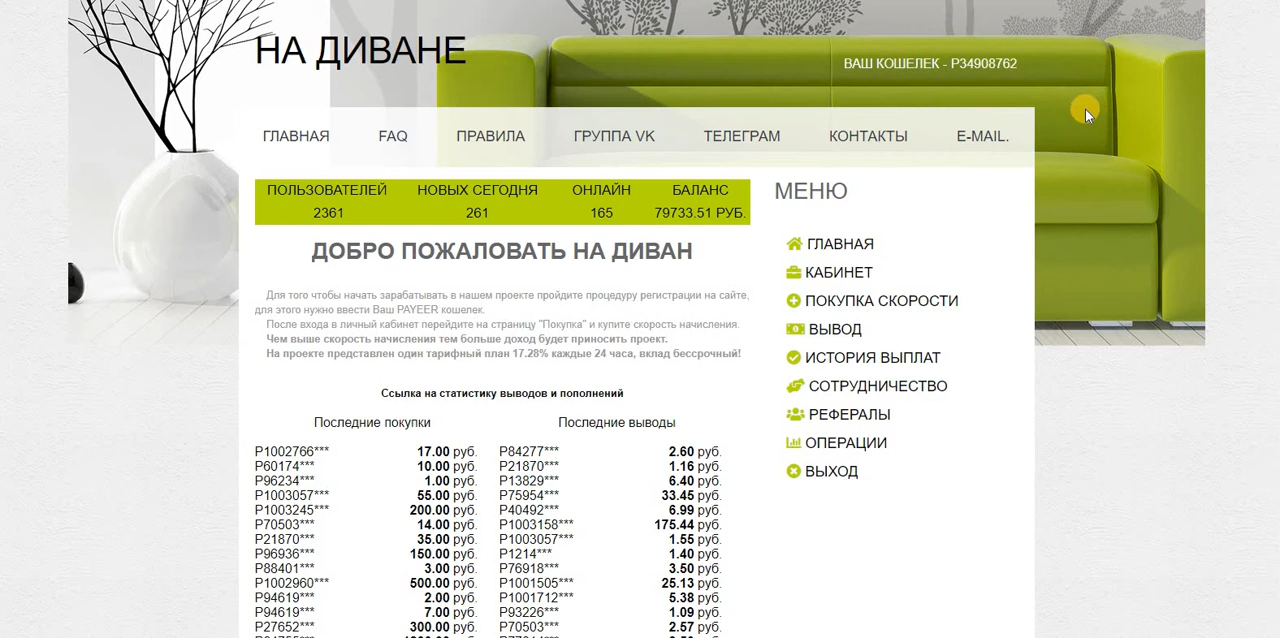 НА ДИВАНЕ
ВАШ КОШЕЛЕК - P34908762
ГЛАВНАЯ FAQ ПРАВИЛА ГРУППА VK ТЕЛЕГРАМ КОНТАКТЫ E-MAIL.
ПОЛЬЗОВАТЕЛЕЙ НОВЫХ СЕГОДНЯ ОНЛАЙН БАЛАНС
2361 261 165 79733.51 РУБ.
ДОБРО ПОЖАЛОВАТЬ НА ДИВАН
Для того чтобы начать зарабатывать в нашем проекте пройдите процедуру регистрации на сайте,
для этого нужно ввести Ваш PAYEER кошелек.
После входа в личный кабинет перейдите на страницу "Покупка" и купите скорость начисления.
Чем выше скорость начисления тем больше доход будет приносить проект.
На проекте представлен один тарифный план 17.28% каждые 24 часа, вклад бессрочный!
Ссылка на статистику выводов и пополнений
Последние покупки
P1002766*** 17.00 руб.
P60174*** 10.00 руб.
P96234*** 1.00 руб.
P1003057*** 55.00 руб.
P1003245*** 200.00 руб.
P70503*** 14.00 руб.
P21870*** 35.00 руб.
P96936*** 150.00 руб.
P88401*** 3.00 руб.
P1002960*** 500.00 руб.
P94619*** 2.00 руб.
P94619*** 7.00 руб.
P27652*** 300.00 руб.
Последние выводы
P84277*** 2.60 руб.
P21870*** 1.16 руб.
P13829*** 6.40 руб.
P75954*** 33.45 руб.
P40492*** 6.99 руб.
P1003158*** 175.44 руб.
P1003057*** 1.55 руб.
P1214*** 1.40 руб.
P76918*** 3.50 руб.
P1001505*** 25.13 руб.
P1001712*** 5.38 руб.
P93226*** 1.09 руб.
P70503*** 2.57 руб.
МЕНЮ
ГЛАВНАЯ
КАБИНЕТ
ПОКУПКА СКОРОСТИ
ВЫВОД
ИСТОРИЯ ВЫПЛАТ
СОТРУДНИЧЕСТВО
РЕФЕРАЛЫ
ОПЕРАЦИИ
ВЫХОД